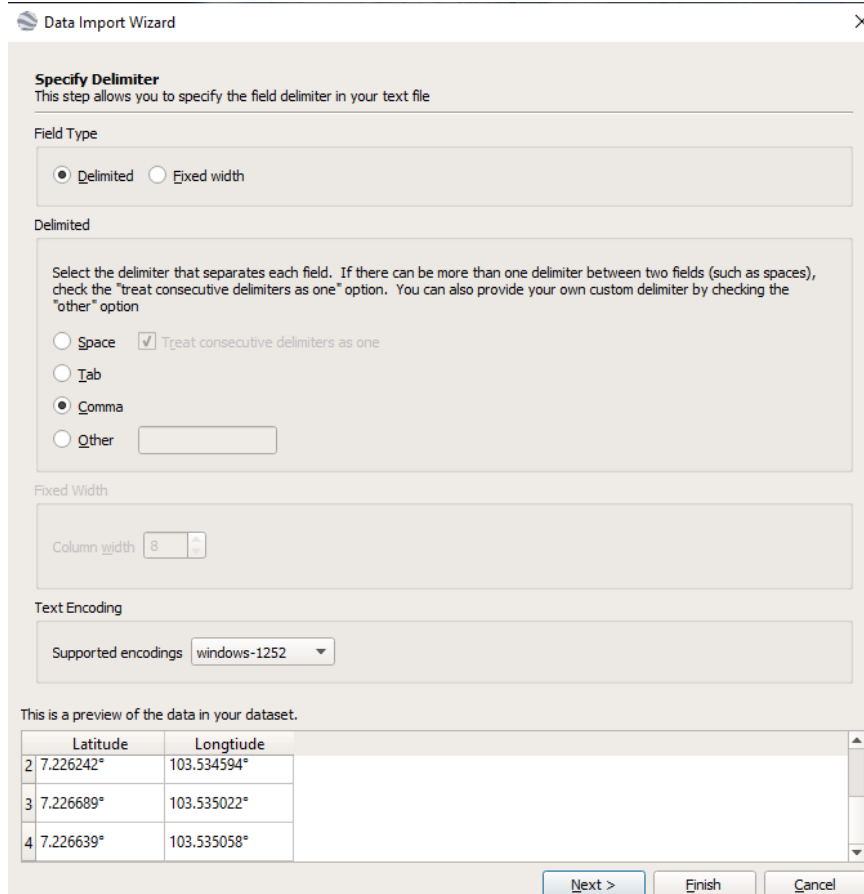 Data Import Wizard
Specify Delimiter
This step allows you to specify the field delimiter in your text file
Field Type
Delimited Fixed width
Delimited
Select the delimiter that separates each field. If there can be more than one delimiter between two fields (such as spaces),
check the "treat consecutive delimiters as one" option. You can also provide your own custom delimiter by checking the
"other" option
Space Treat consecutive delimiters as one
Tab
Comma
Other
Fixed Width
Column width 8
Text Encoding
Supported encodings windows-1252
This is a preview of the data in your dataset.
Latitude Longtiude
2 7.226242° 103.534594°
3 7.226689° 103.535022°
4 7.226639° 103.535058°
Next > Finish Cancel